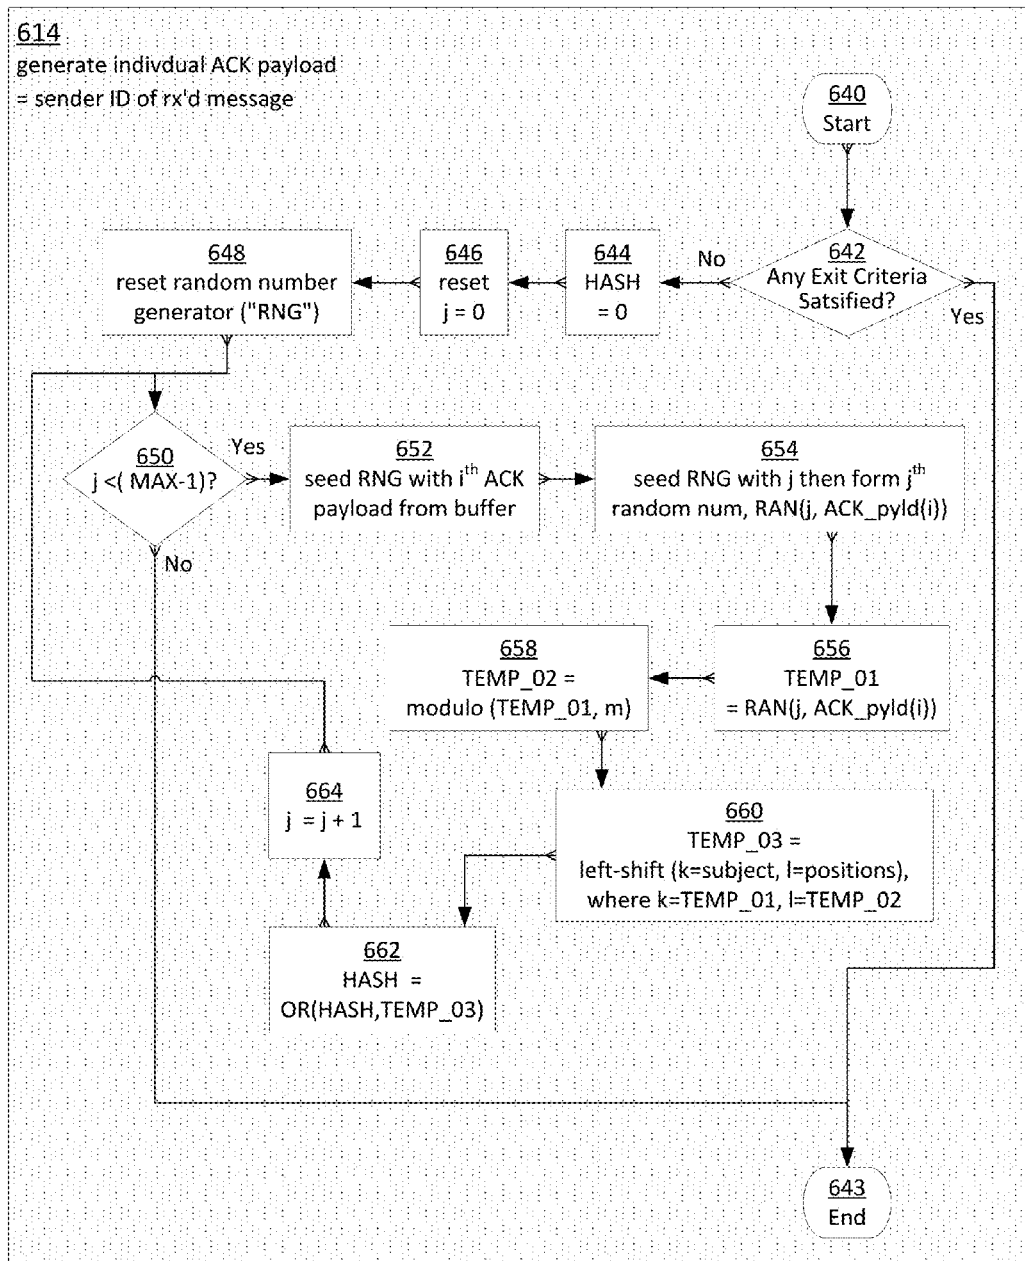 614
generate indivdual ACK payload
= sender ID of rx'd message
640
Start
642
Any Exit Criteria
Satsified?
No
Yes
644
HASH
= 0
646
reset
j = 0
648
reset random number
generator ("RNG")
650
j <( MAX-1)?
Yes
No
652
seed RNG with i^th ACK
payload from buffer
654
seed RNG with j then form j^th
random num, RAN(j, ACK_pyld(i))
656
TEMP_01
= RAN(j, ACK_pyld(i))
658
TEMP_02 =
modulo (TEMP_01, m)
660
TEMP_03 =
left-shift (k=subject, l=positions),
where k=TEMP_01, l=TEMP_02
662
HASH =
OR(HASH,TEMP_03)
664
j = j + 1
643
End